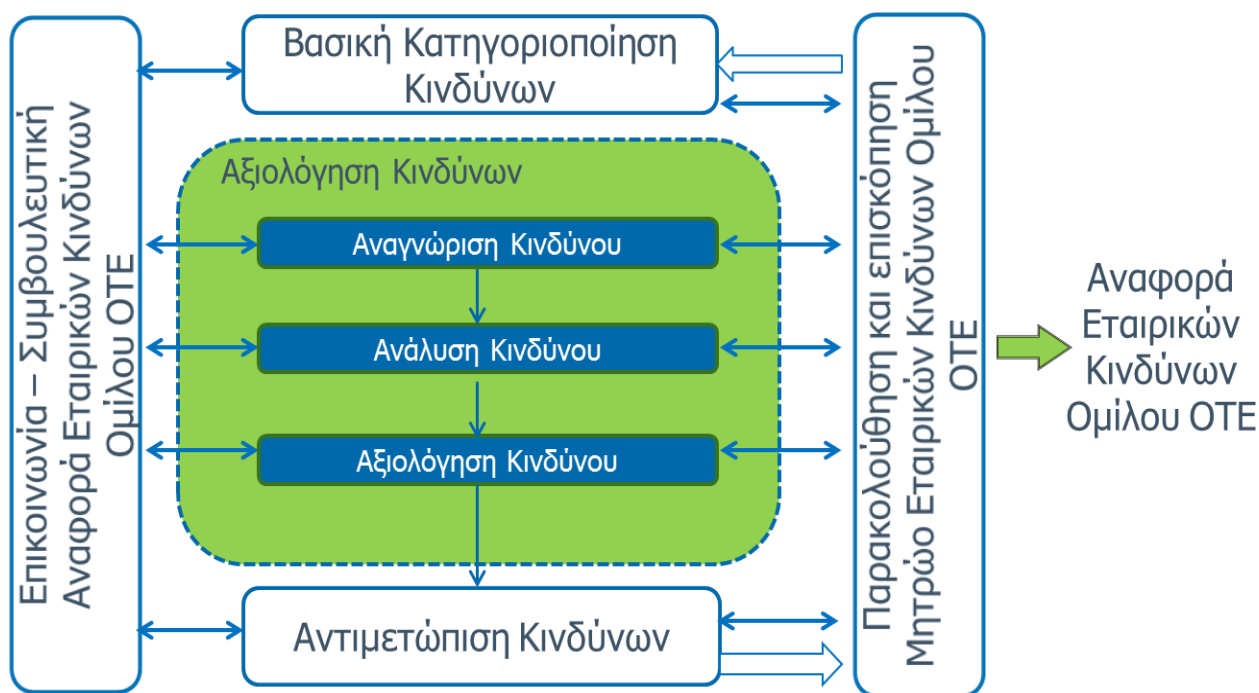 Επικοινωνία – Συμβουλευτική
Αναφορά Εταιρικών Κινδύνων
Ομίλου ΟΤΕ
Βασική Κατηγοριοποίηση
Κινδύνων
Αξιολόγηση Κινδύνων
Αναγνώριση Κινδύνου
Ανάλυση Κινδύνου
Αξιολόγηση Κινδύνου
Αντιμετώπιση Κινδύνων
Παρακολούθηση και επισκόπηση
Μητρώο Εταιρικών Κινδύνων Ομίλου
ΟΤΕ
Αναφορά
Εταιρικών
Κινδύνων
Ομίλου ΟΤΕ